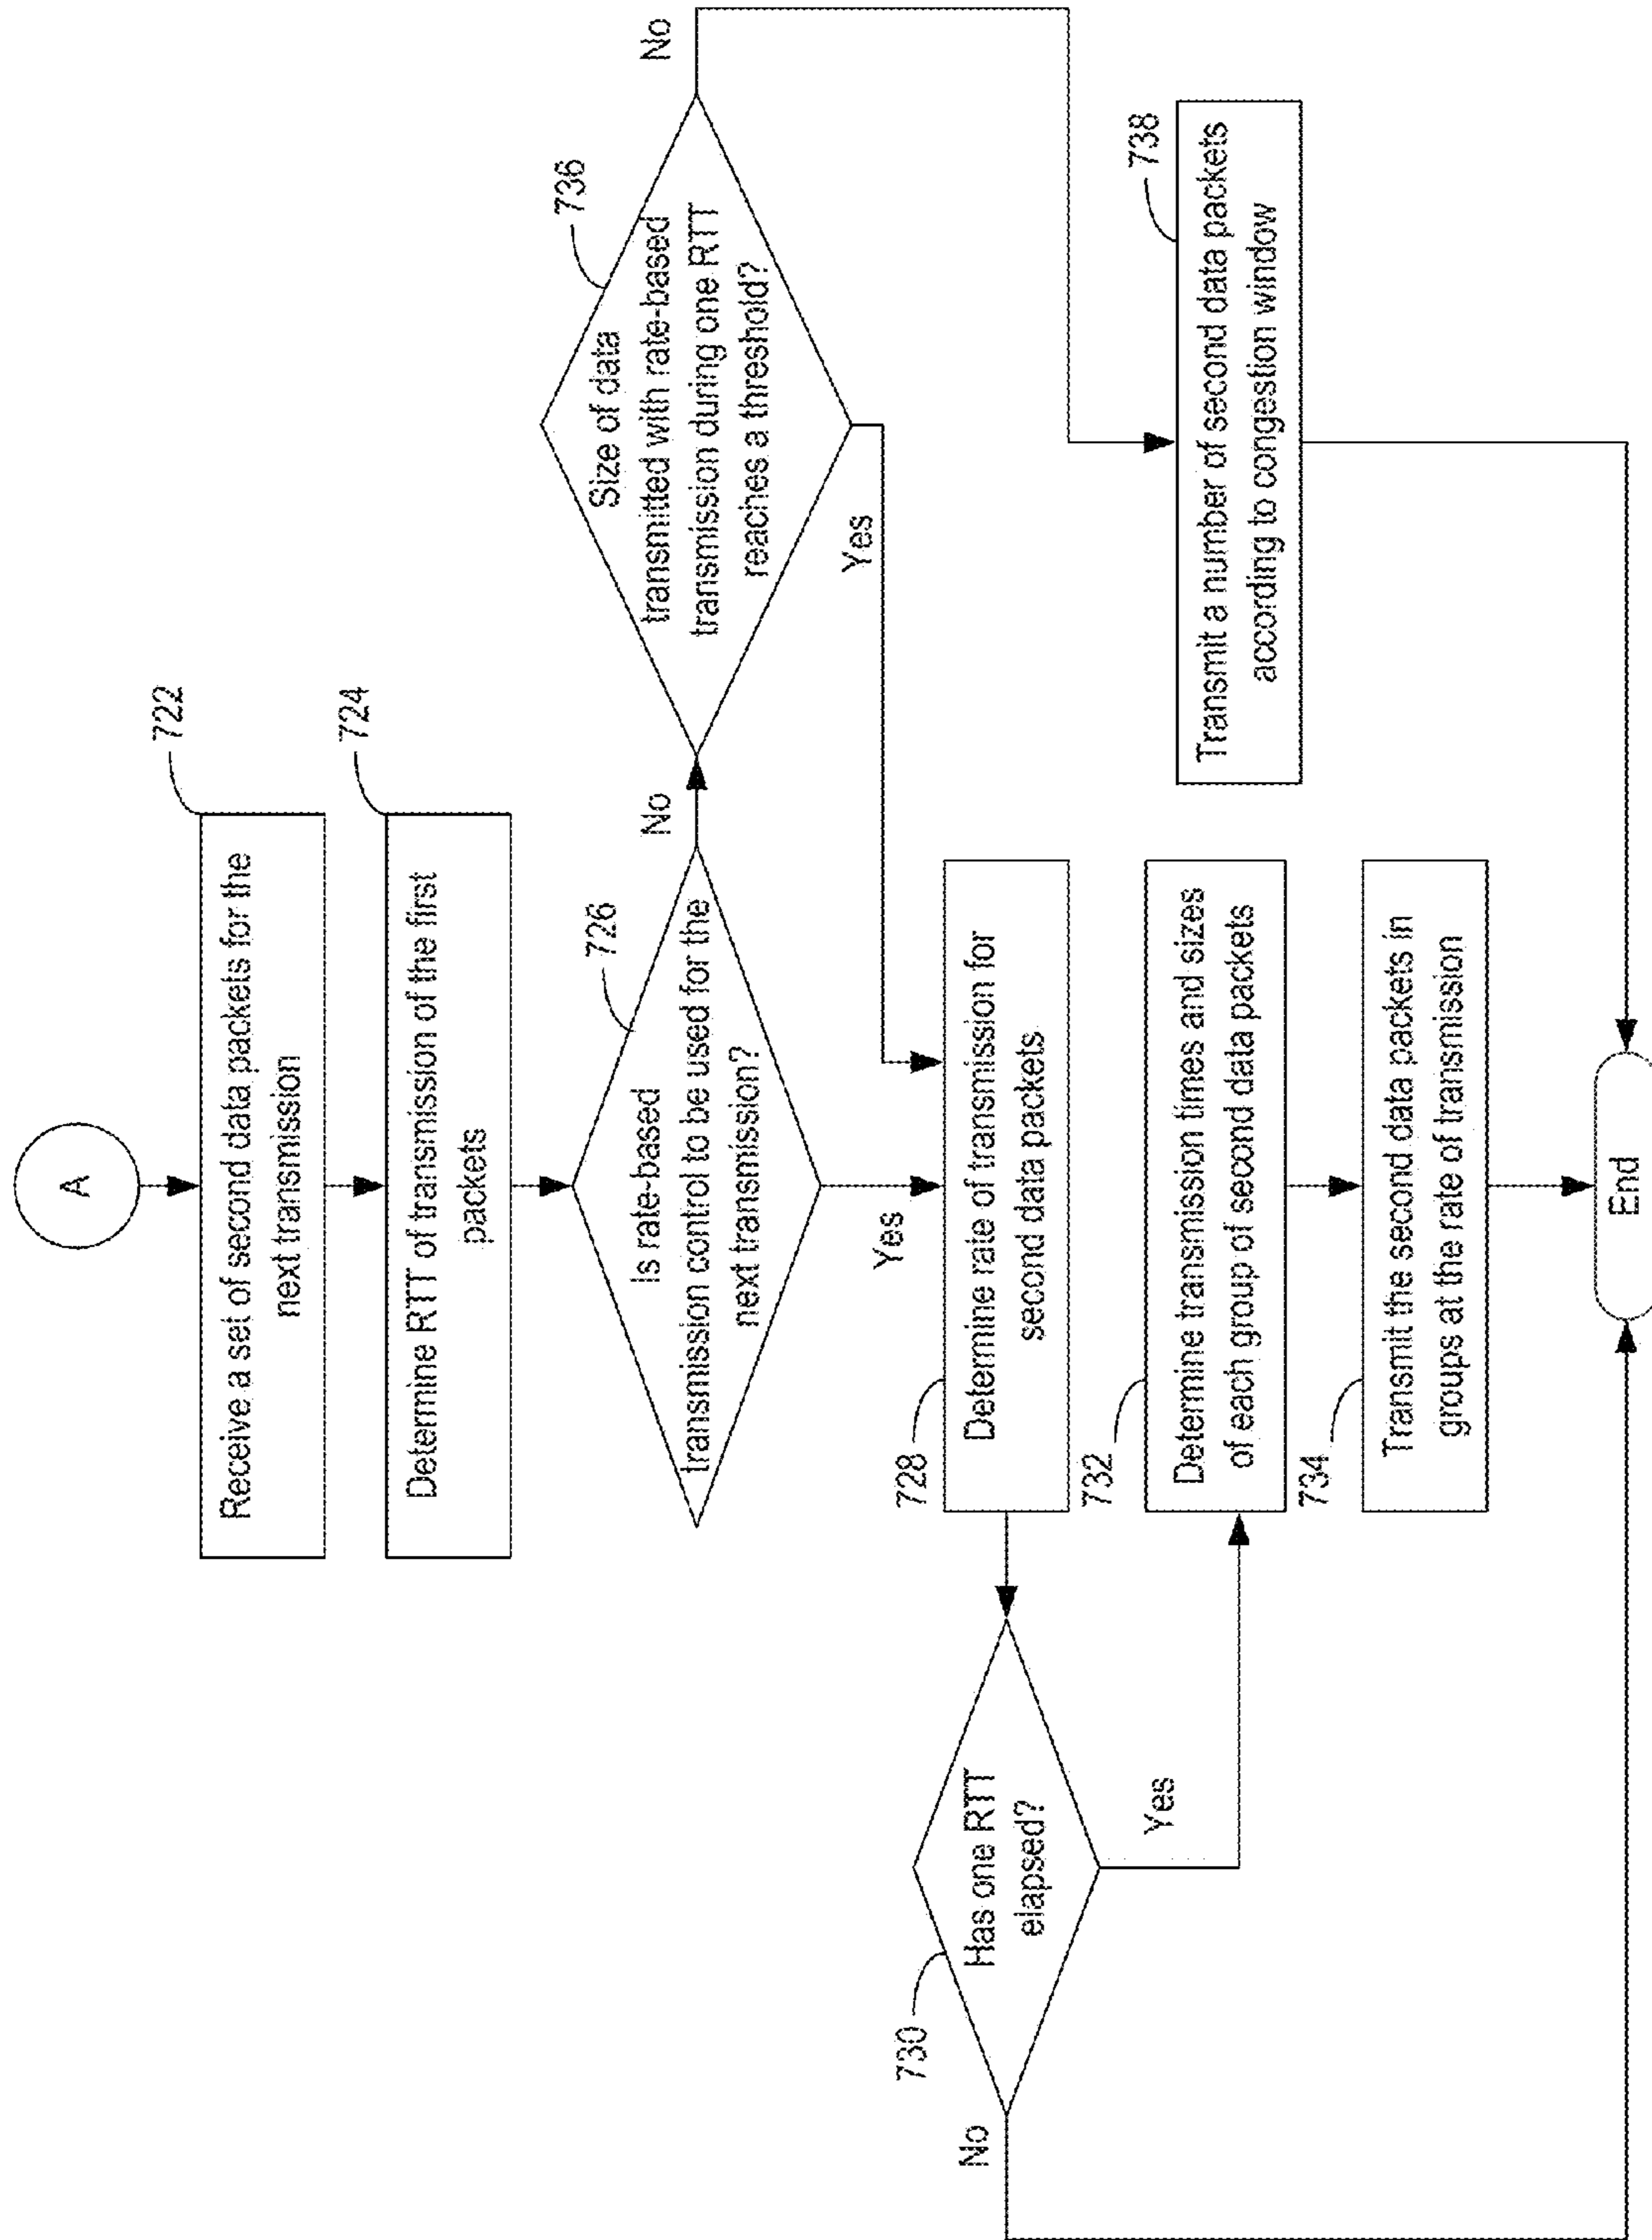 A
722
Receive a set of second data packets for the
next transmission
724
Determine RTT of transmission of the first
packets
726
Is rate-based
transmission control to be used for the
next transmission?
No
Yes
736
Size of data
transmitted with rate-based
transmission during one RTT
reaches a threshold?
No
Yes
728
Determine rate of transmission for
second data packets
730
Has one RTT
elapsed?
No
Yes
732
Determine transmission times and sizes
of each group of second data packets
734
Transmit the second data packets in
groups at the rate of transmission
738
Transmit a number of second data packets
according to congestion window
End